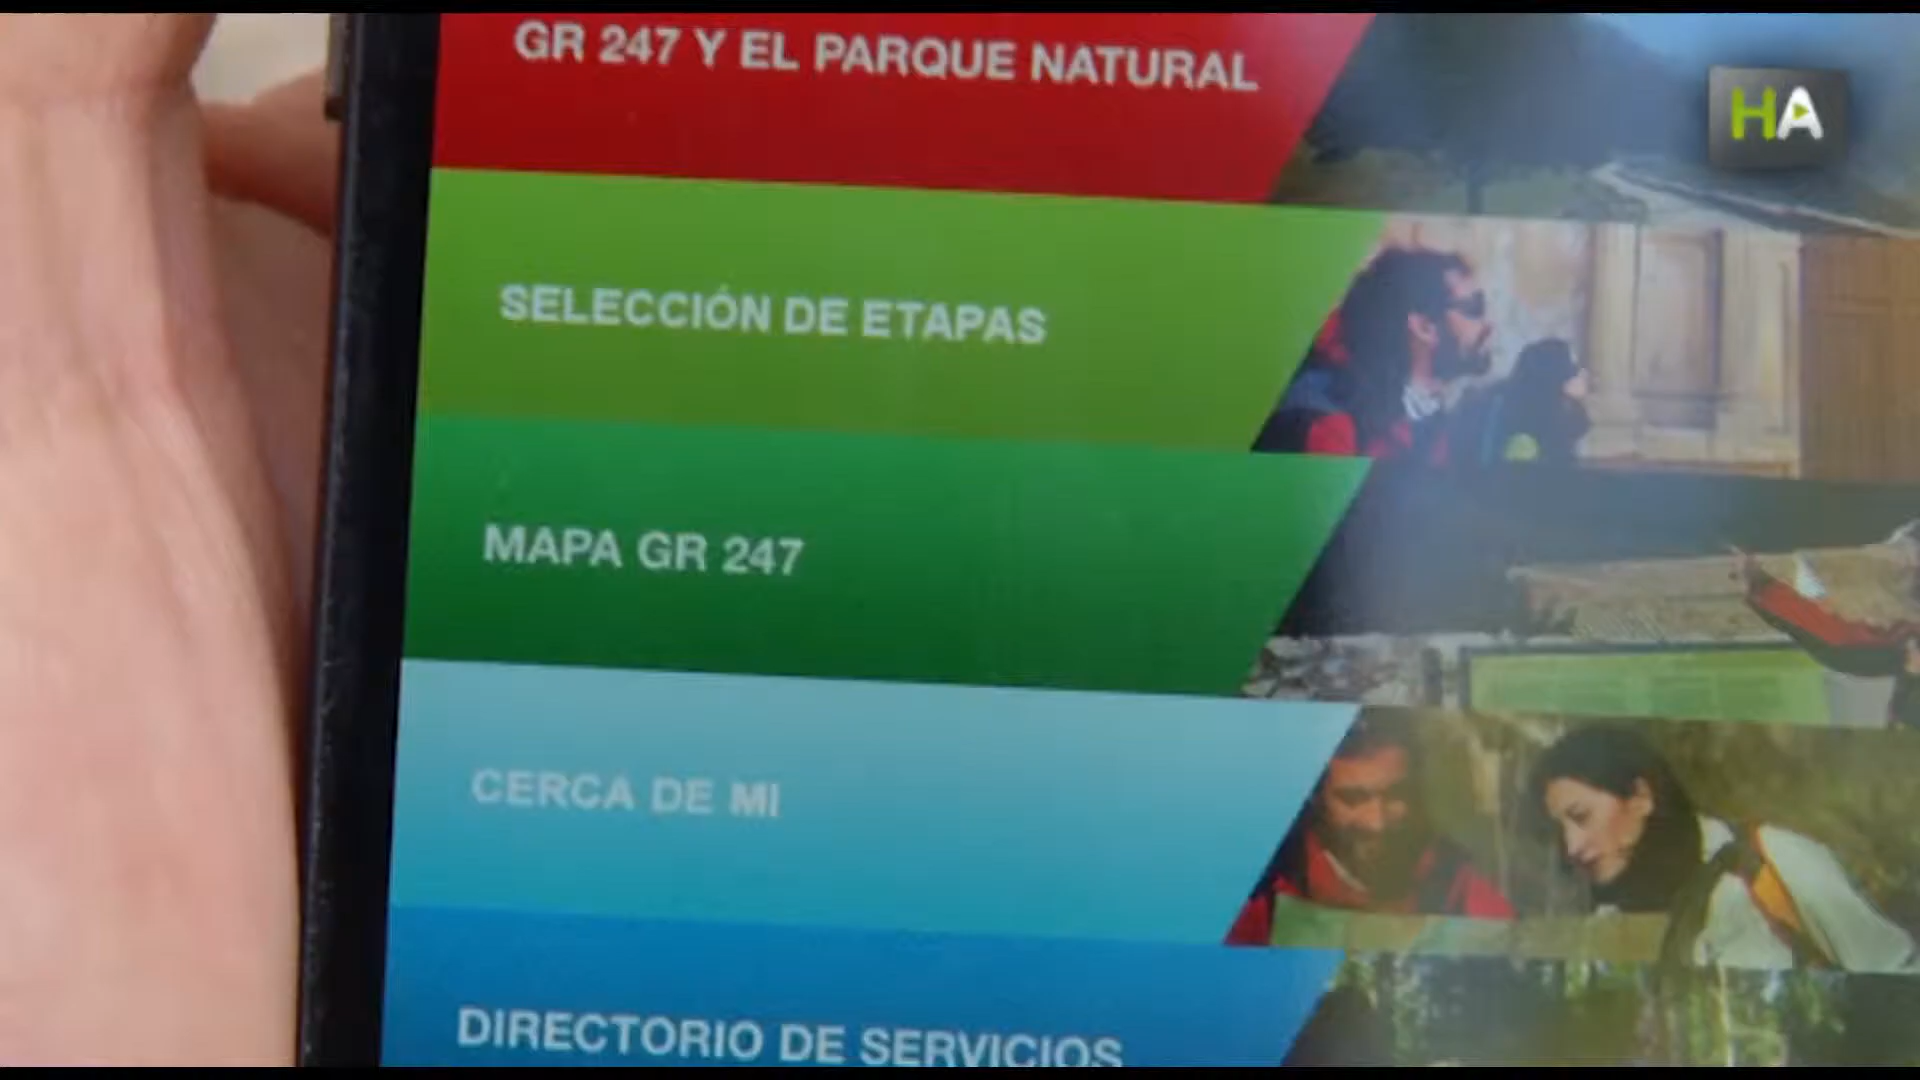 GR 247 Y EL PARQUE NATURAL
HA
SELECCIÓN DE ETAPAS
MAPA GR 247
CERCA DE MI
DIRECTORIO DE SERVICIOS